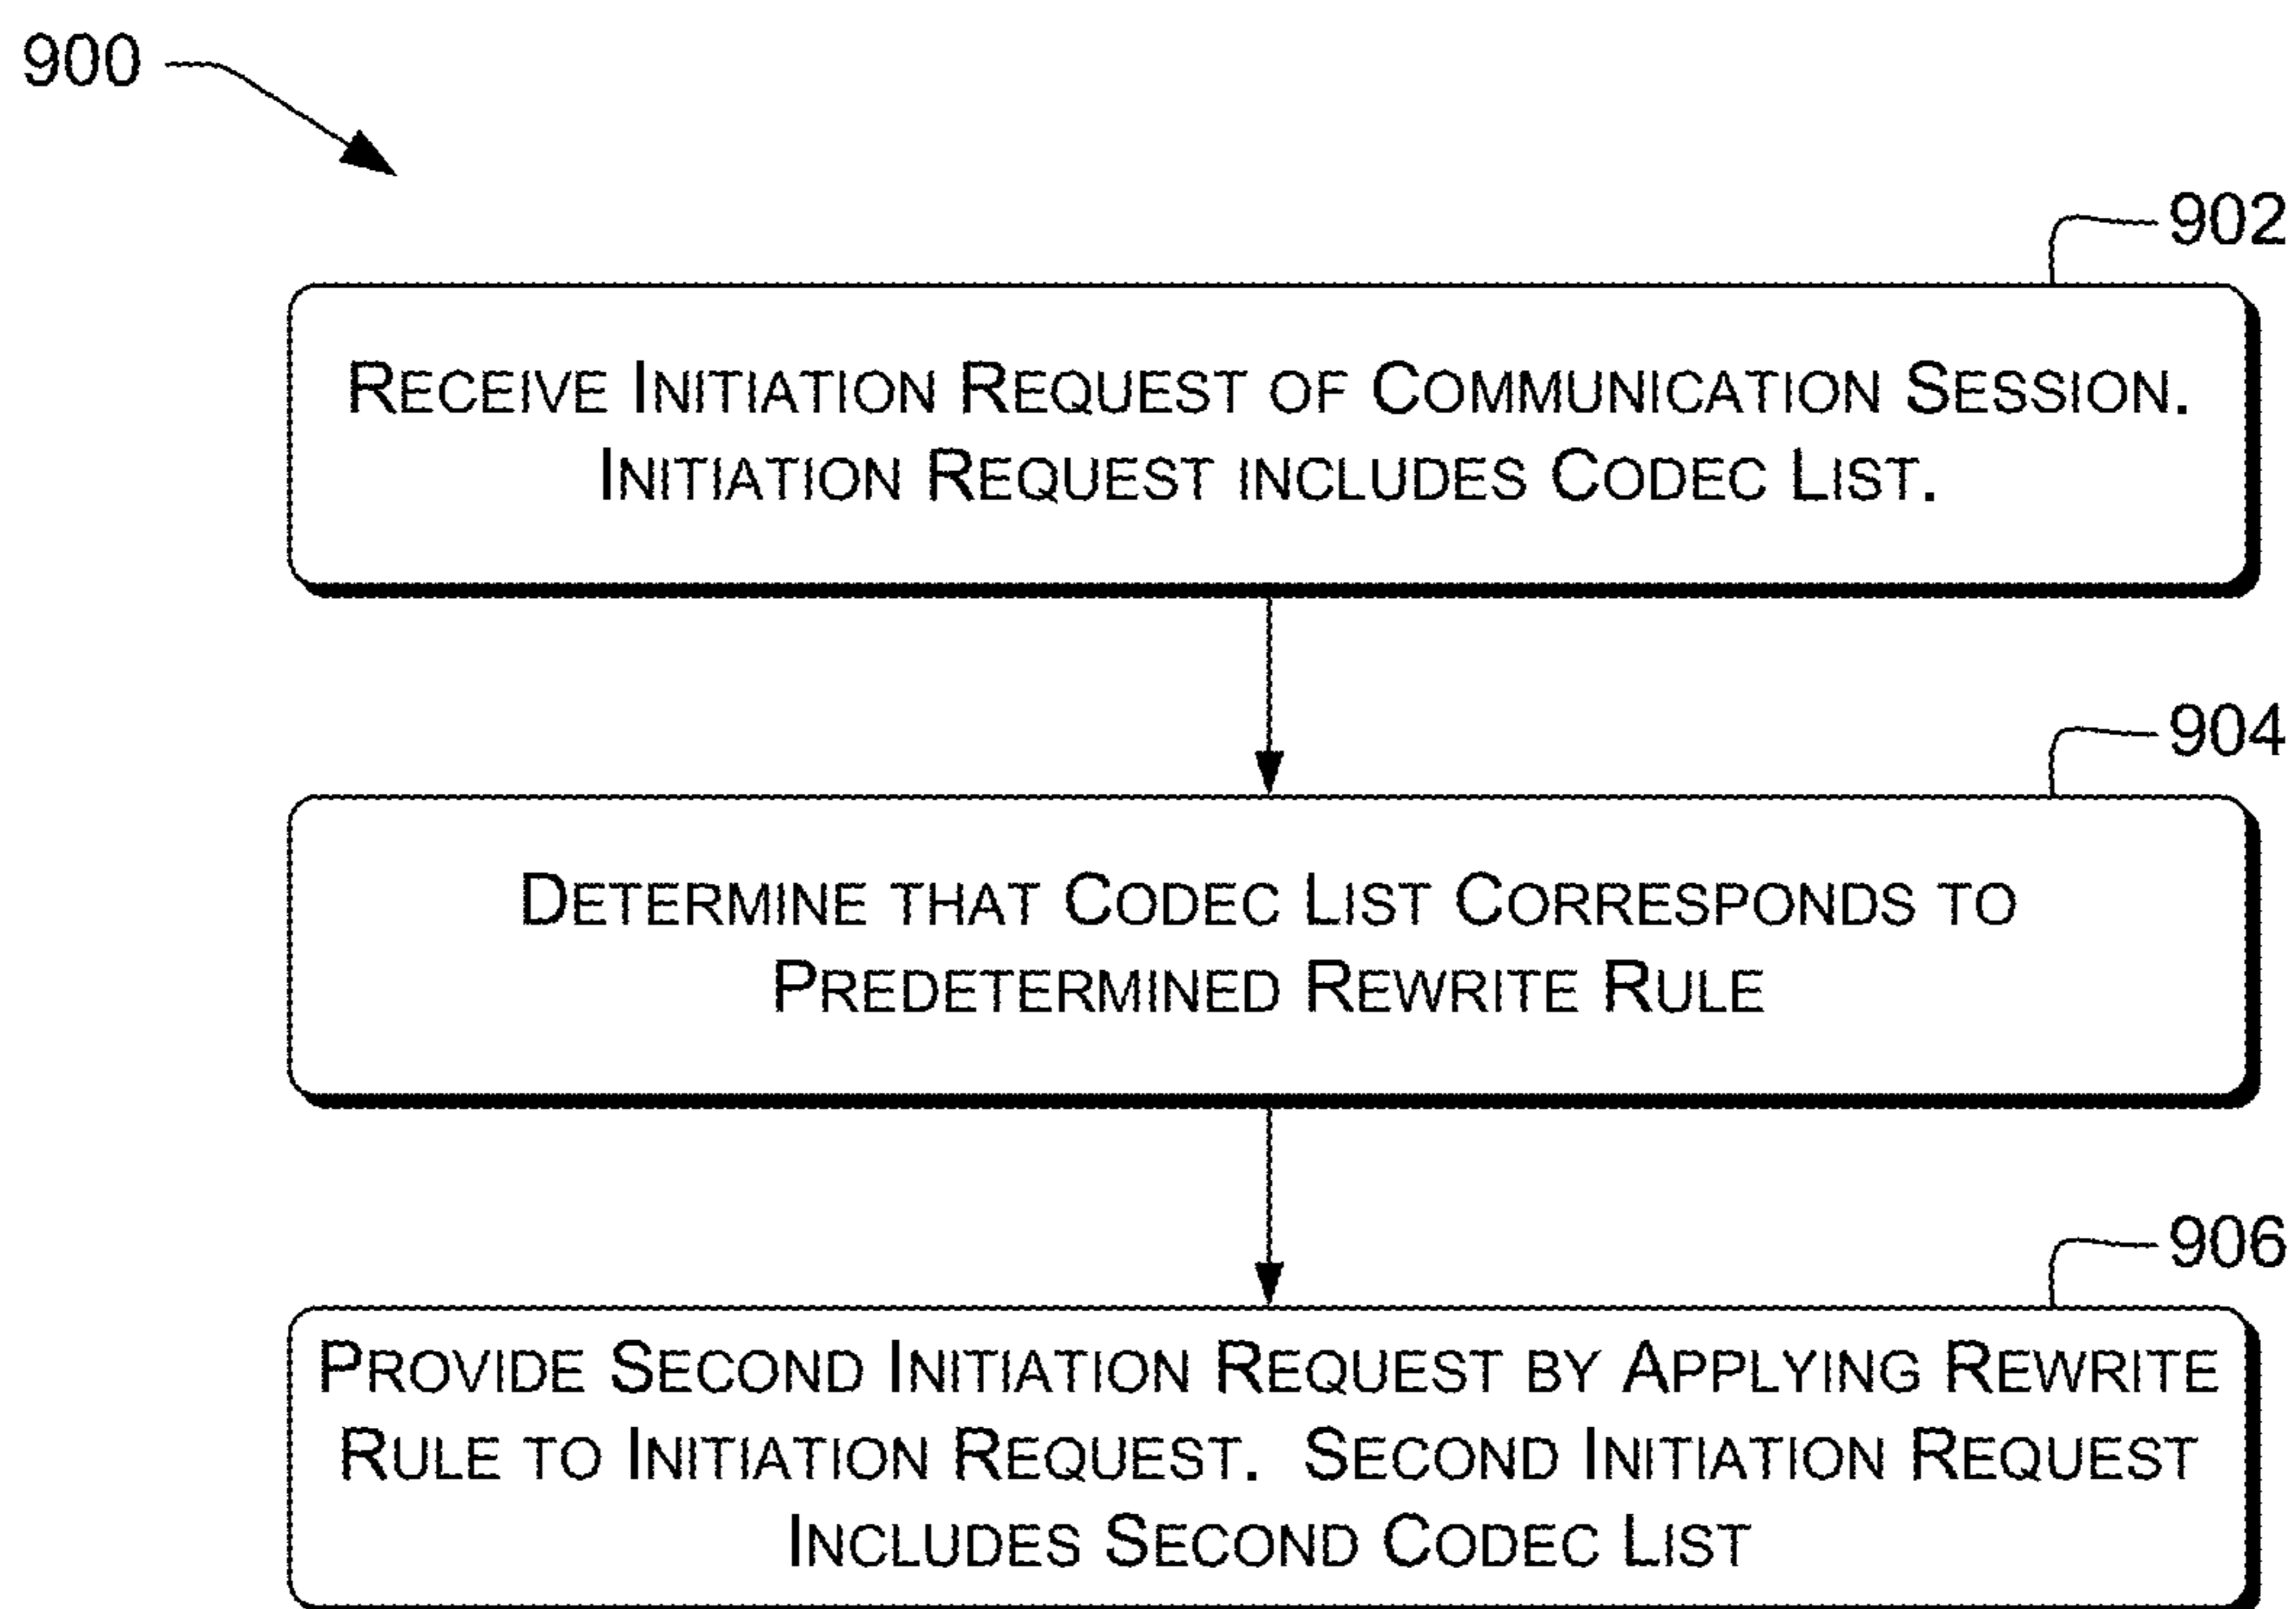 900
902
RECEIVE INITIATION REQUEST OF COMMUNICATION SESSION.
INITIATION REQUEST INCLUDES CODEC LIST.
904
DETERMINE THAT CODEC LIST CORRESPONDS TO
PREDETERMINED REWRITE RULE
906
PROVIDE SECOND INITIATION REQUEST BY APPLYING REWRITE
RULE TO INITIATION REQUEST. SECOND INITIATION REQUEST
INCLUDES SECOND CODEC LIST